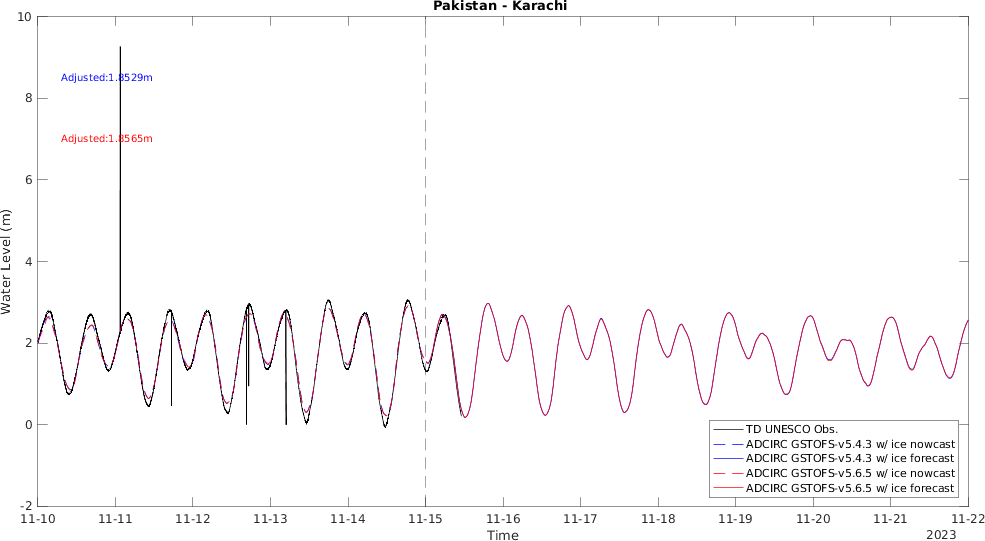 Pakistan - Karachi
10
8
6
4
2
0
-2
Water Level (m)
Adjusted:1.8529m
Adjusted:1.8565m
TD UNESCO Obs.
ADCIRC GSTOFS-v5.4.3 w/ ice nowcast
ADCIRC GSTOFS-v5.4.3 w/ ice forecast
ADCIRC GSTOFS-v5.6.5 w/ ice nowcast
ADCIRC GSTOFS-v5.6.5 w/ ice forecast
11-10 11-11 11-12 11-13 11-14 11-15 11-16 11-17 11-18 11-19 11-20 11-21 11-22
Time
2023